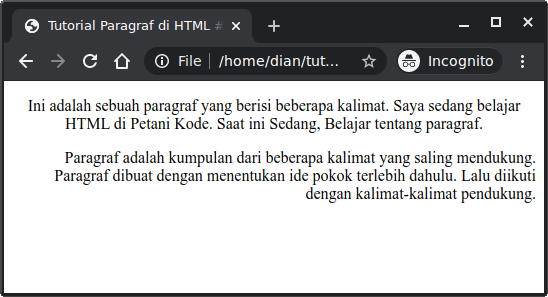 Tutorial Paragraf di HTML #
File /home/dian/tut... Incognito
Ini adalah sebuah paragraf yang berisi beberapa kalimat. Saya sedang belajar
HTML di Petani Kode. Saat ini Sedang, Belajar tentang paragraf.
Paragraf adalah kumpulan dari beberapa kalimat yang saling mendukung.
Paragraf dibuat dengan menentukan ide pokok terlebih dahulu. Lalu diikuti
dengan kalimat-kalimat pendukung.